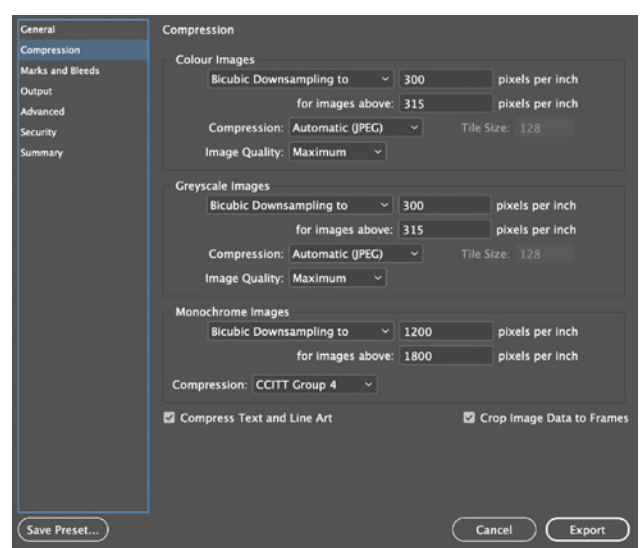 General
Compression
Marks and Bleeds
Output
Advanced
Security
Summary
Compression
Colour Images
Bicubic Downsampling to 300 pixels per inch
for images above: 315 pixels per inch
Compression: Automatic (JPEG) Tile Size: 128
Image Quality: Maximum
Greyscale Images
Bicubic Downsampling to 300 pixels per inch
for images above: 315 pixels per inch
Compression: Automatic (JPEG) Tile Size: 128
Image Quality: Maximum
Monochrome Images
Bicubic Downsampling to 1200 pixels per inch
for images above: 1800 pixels per inch
Compression: CCITT Group 4
Compress Text and Line Art Crop Image Data to Frames
Save Preset... Cancel Export